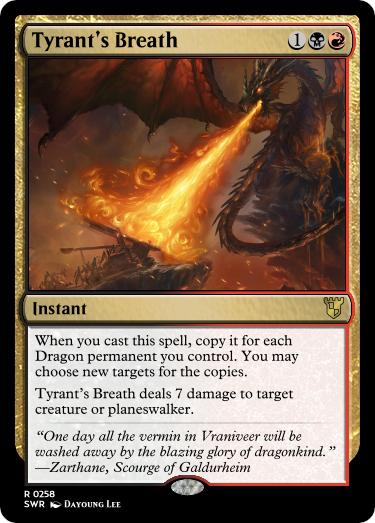 Tyrant's Breath 1
Instant
When you cast this spell, copy it for each
Dragon permanent you control. You may
choose new targets for the copies.
Tyrant's Breath deals 7 damage to target
creature or planeswalker.
“One day all the vermin in Vraniveer will be
washed away by the blazing glory of dragonkind.”
—Zarthane, Scourge of Galdurheim
R 0258
SWR DAYOUNG LEE